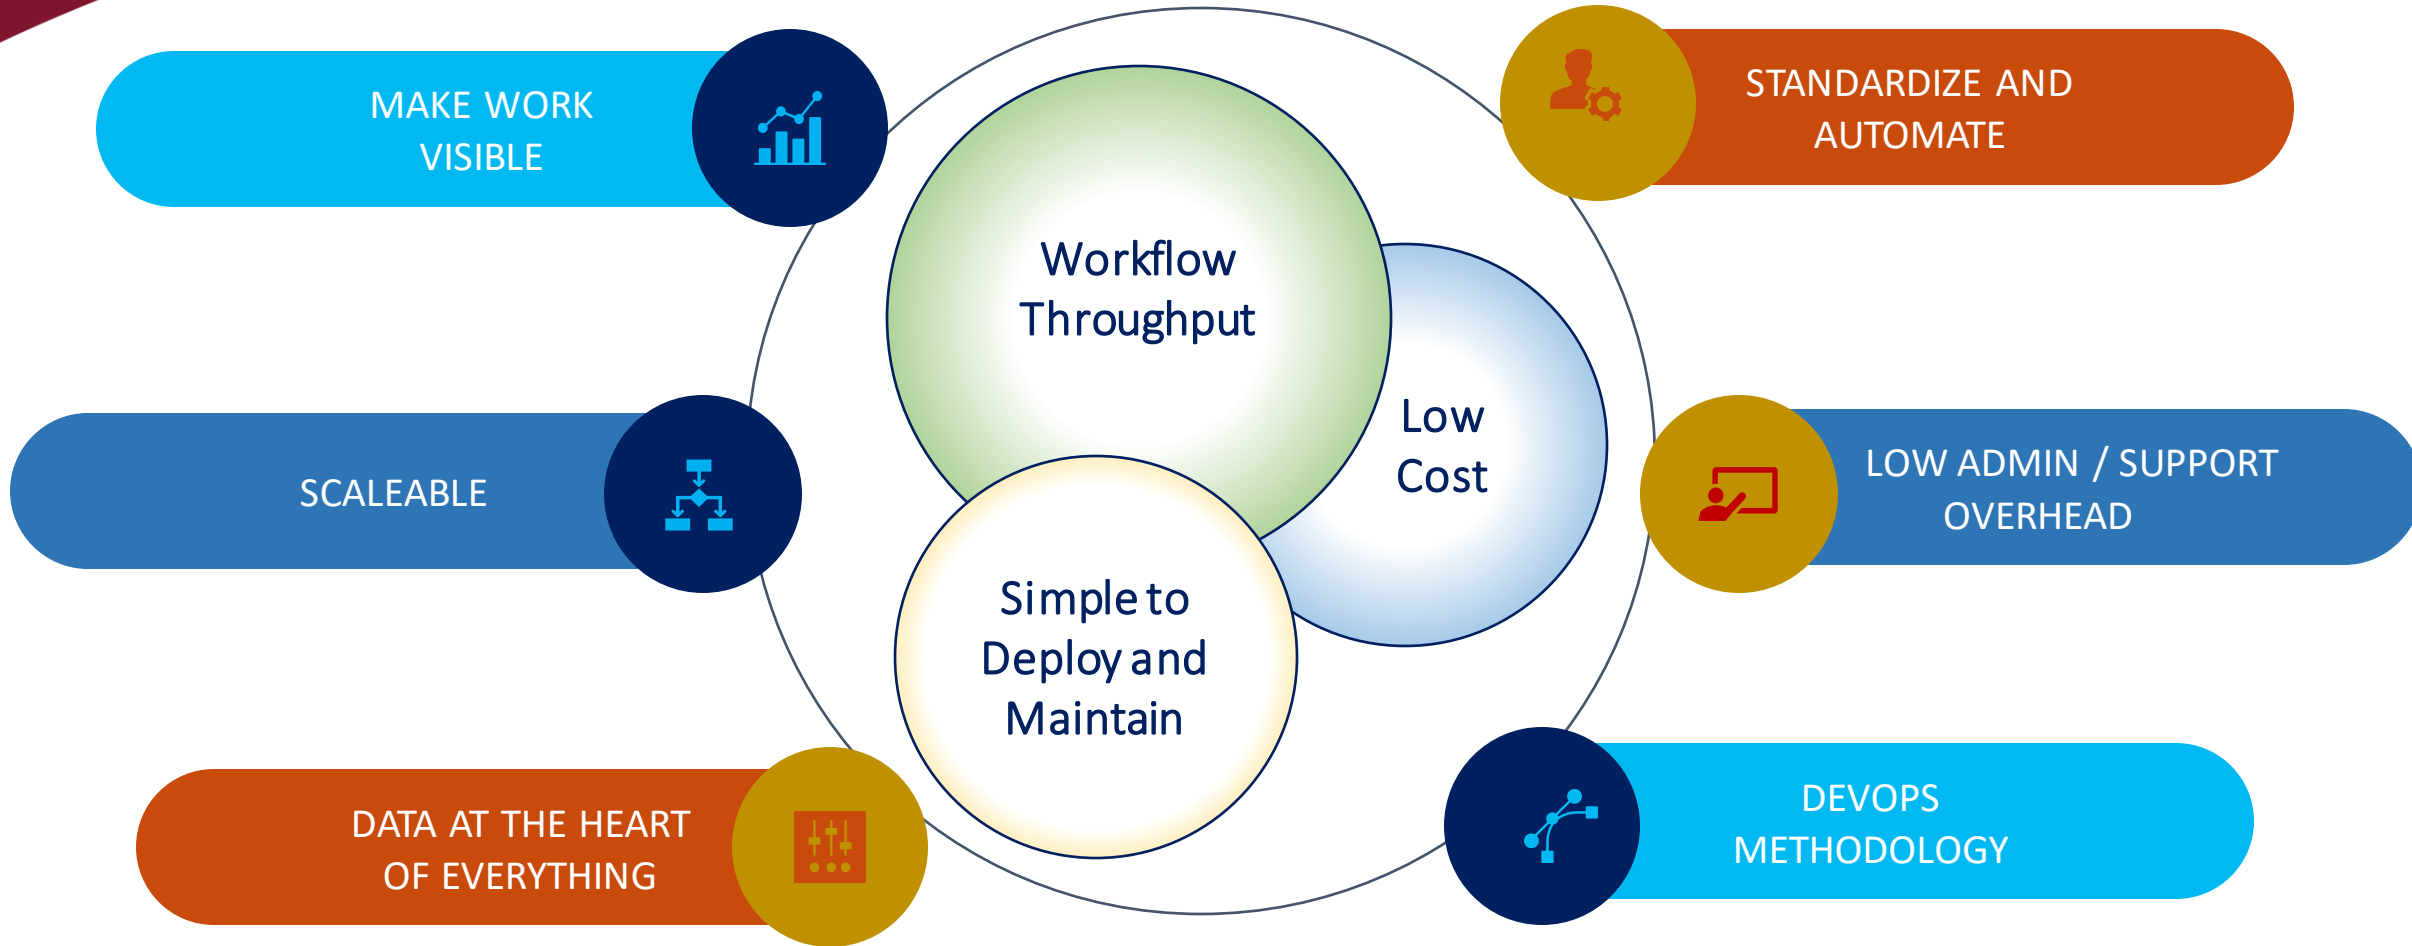 MAKE WORK
VISIBLE
STANDARDIZE AND
AUTOMATE
Workflow
Throughput
Low
Cost
SCALEABLE
LOW ADMIN / SUPPORT
OVERHEAD
Simple to
Deploy and
Maintain
DATA AT THE HEART
OF EVERYTHING
DEVOPS
METHODOLOGY